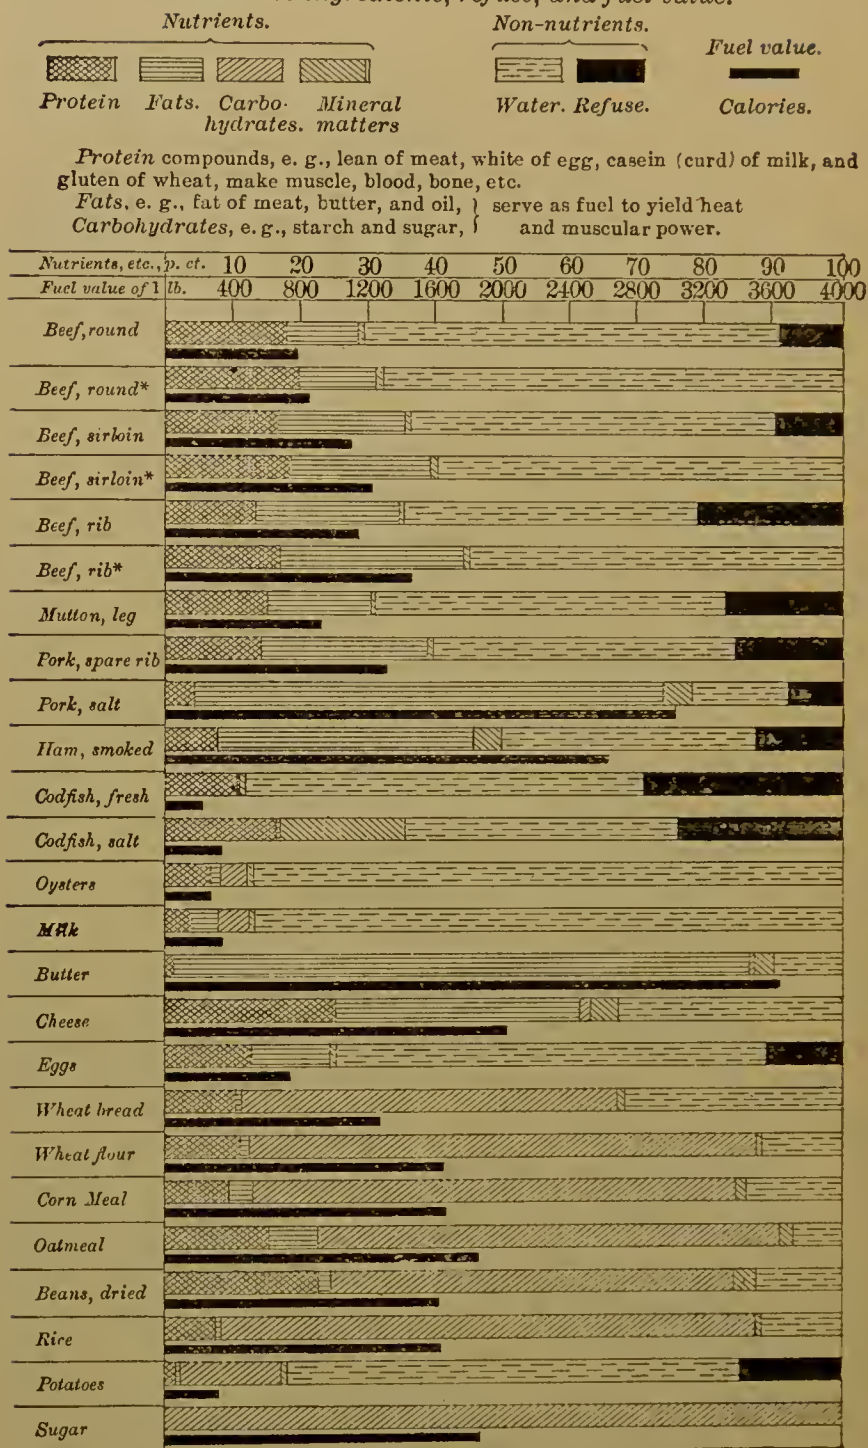 Nutrients. Non-nutrients.
Fuel value.
Protein Fats. Carbo- Mineral Water. Refuse. Calories.
hydrates. matters
Protein compounds, e. g., lean of meat, white of egg, casein (curd) of milk, and
gluten of wheat, make muscle, blood, bone, etc.
Fats, e. g., fat of meat, butter, and oil, } serve as fuel to yield heat
Carbohydrates, e. g., starch and sugar, } and muscular power.
Nutrients, etc., p. ct. 10 20 30 40 50 60 70 80 90 100
Fuel value of 1 lb. 400 800 1200 1600 2000 2400 2800 3200 3600 4000
Beef, round
Beef, round*
Beef, sirloin
Beef, sirloin*
Beef, rib
Beef, rib*
Mutton, leg
Pork, spare rib
Pork, salt
Ham, smoked
Codfish, fresh
Codfish, salt
Oysters
Milk
Butter
Cheese
Eggs
Wheat bread
Wheat flour
Corn Meal
Oatmeal
Beans, dried
Rice
Potatoes
Sugar